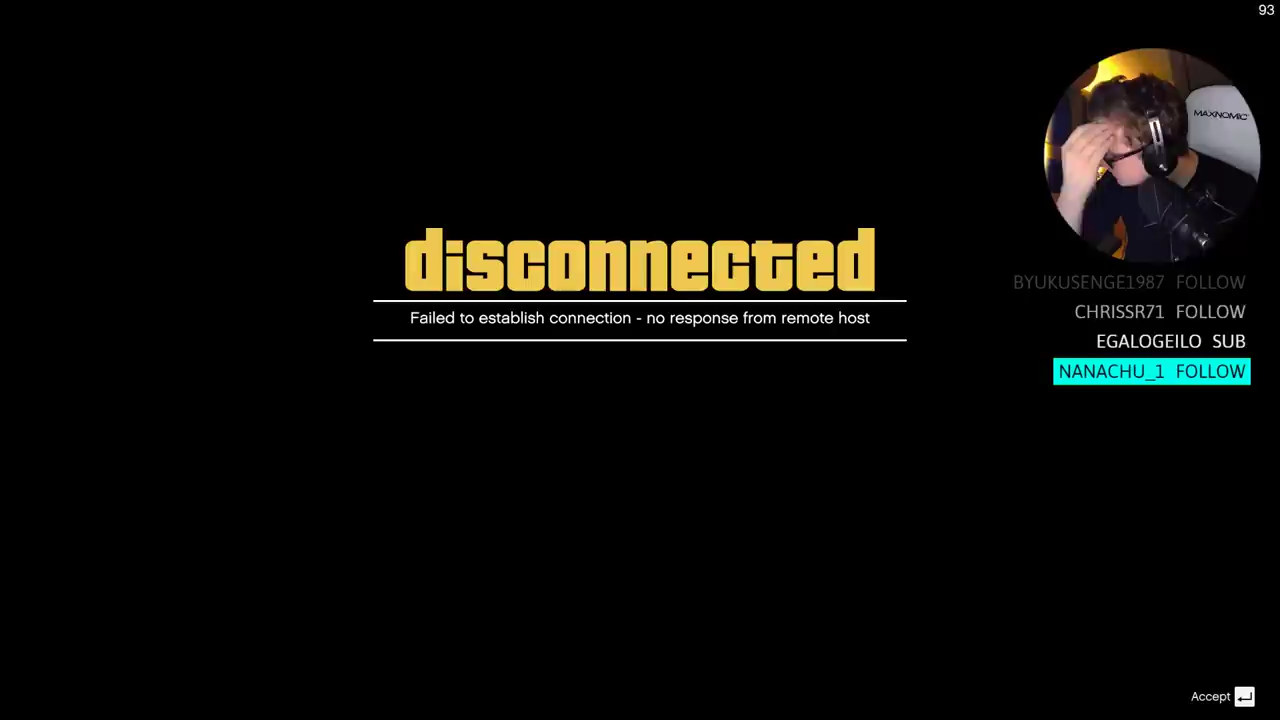 93
MAXNOMIC
disconnected
Failed to establish connection - no response from remote host
BYUKUSENGE1987 FOLLOW
CHRISSR71 FOLLOW
EGALOGEILO SUB
NANACHU_1 FOLLOW
Accept